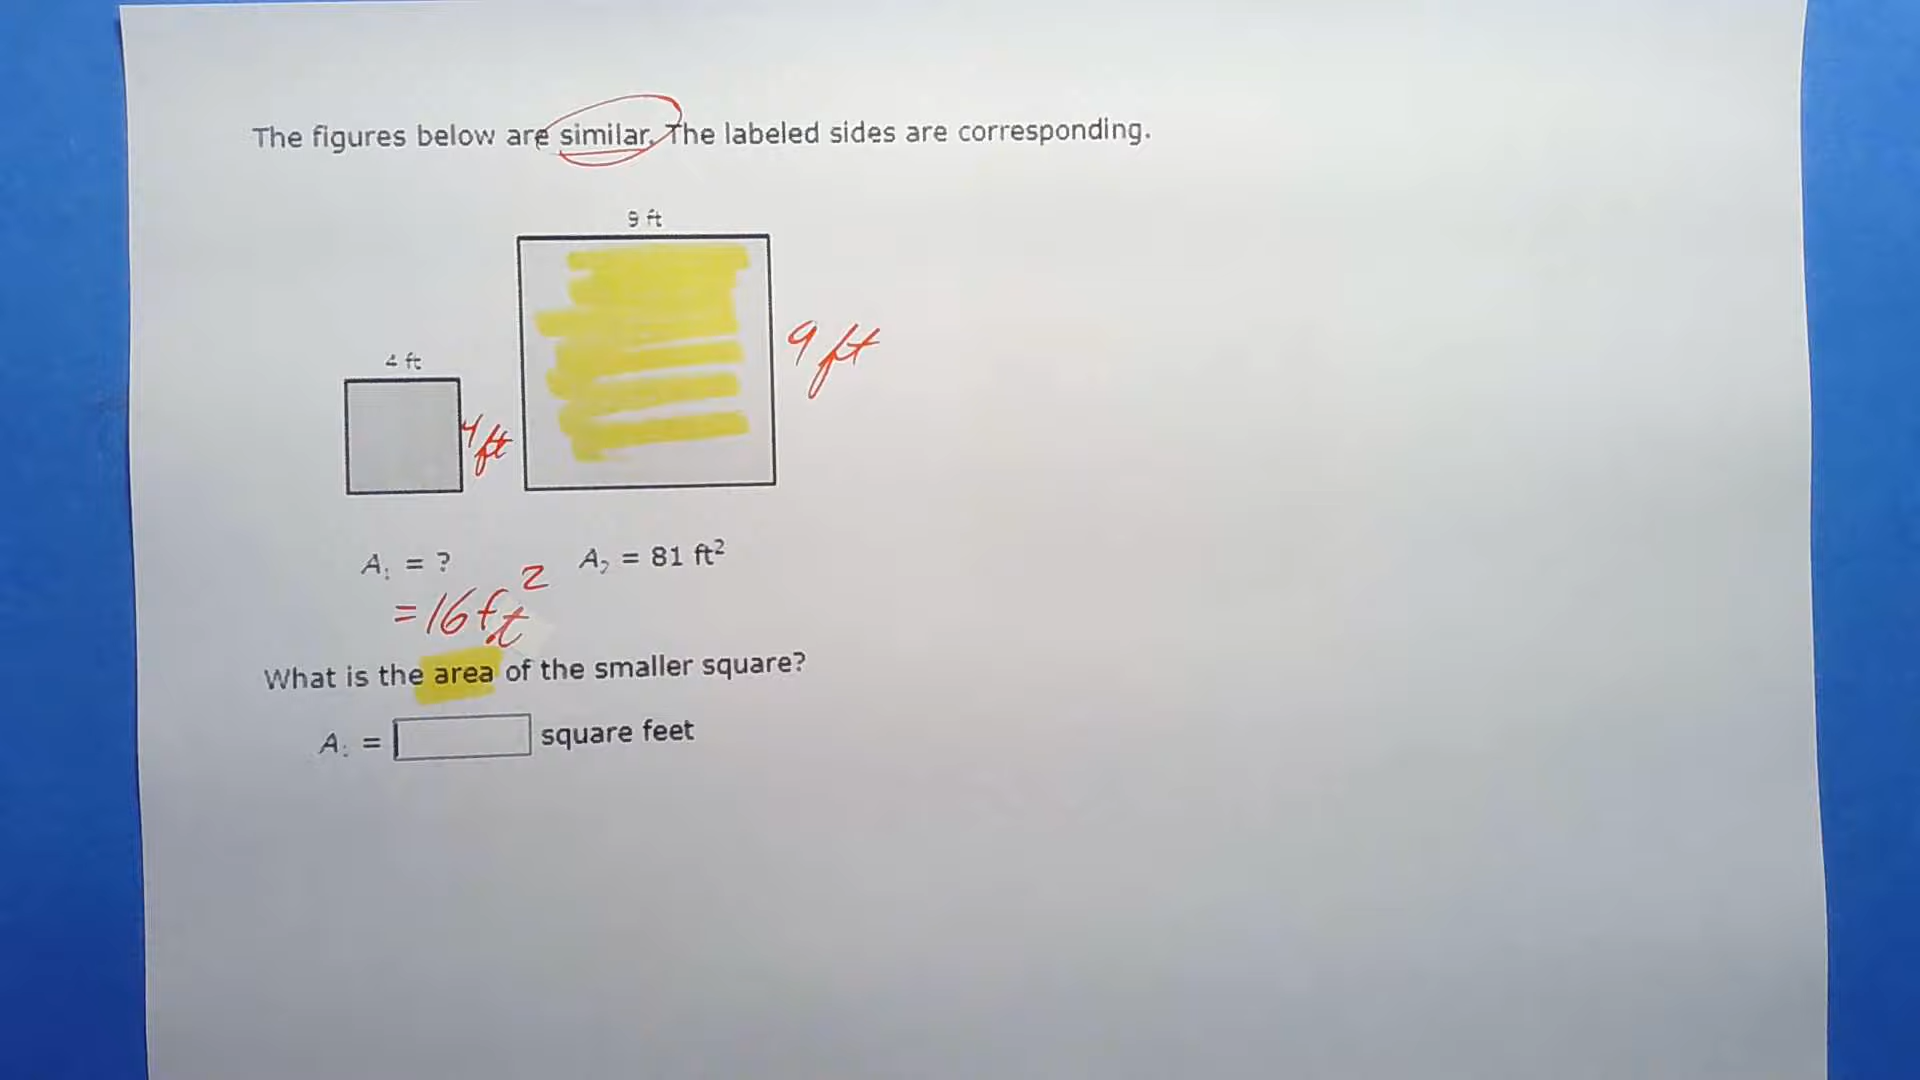 The figures below are similar. The labeled sides are corresponding.
9 ft
9 ft
4 ft
4 ft
A₁ = ?
A₂ = 81 ft²
= 16 ft²
What is the area of the smaller square?
A₁ = square feet